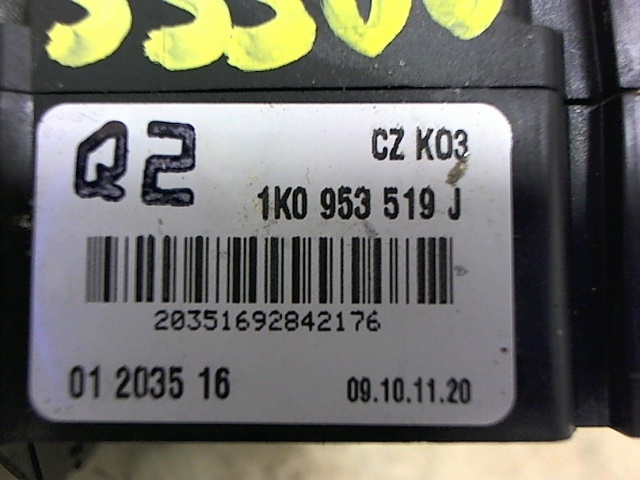 Q2
CZ K03
1K0 953 519 J
20351692842176
01 2035 16
09.10.11.20